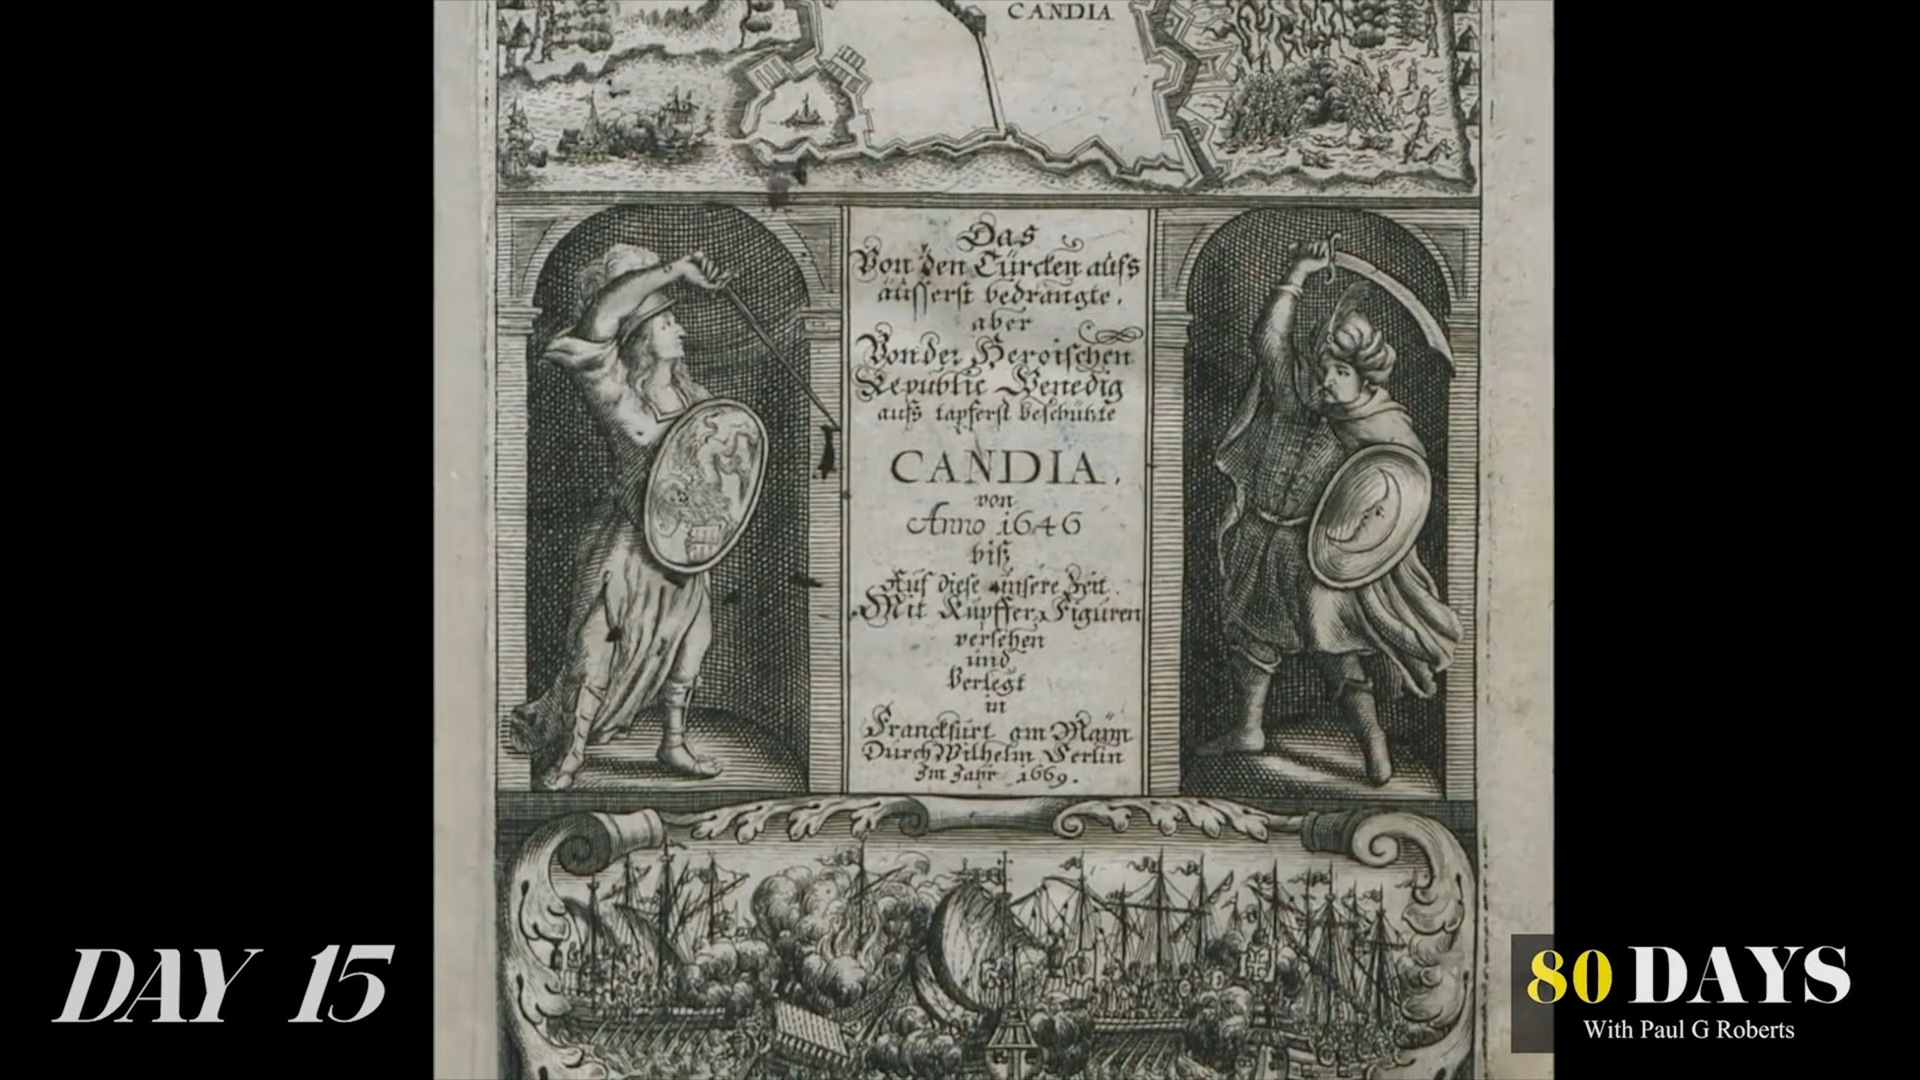 CANDIA
Das
Von den Türcken aufs
äusserst bedrangte,
aber
Von der Heroischen
Republic Venedig
aufs tapferst beschützte
CANDIA,
von
Anno 1646
biß
Auf diese unsere Zeit.
Mit Kupffer Figuren
versehen
und
Verlegt
in
Franckfurt am Mayn
Durch Wilhelm Serlin
Im Jahr 1669.
DAY 15
80 DAYS
With Paul G Roberts